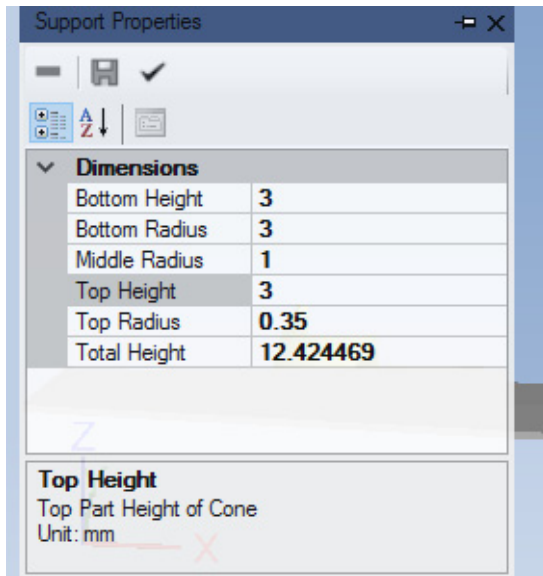 Support Properties
A Z
Dimensions
Bottom Height 3
Bottom Radius 3
Middle Radius 1
Top Height 3
Top Radius 0.35
Total Height 12.424469
Z
Top Height
Top Part Height of Cone
Unit: mm
X